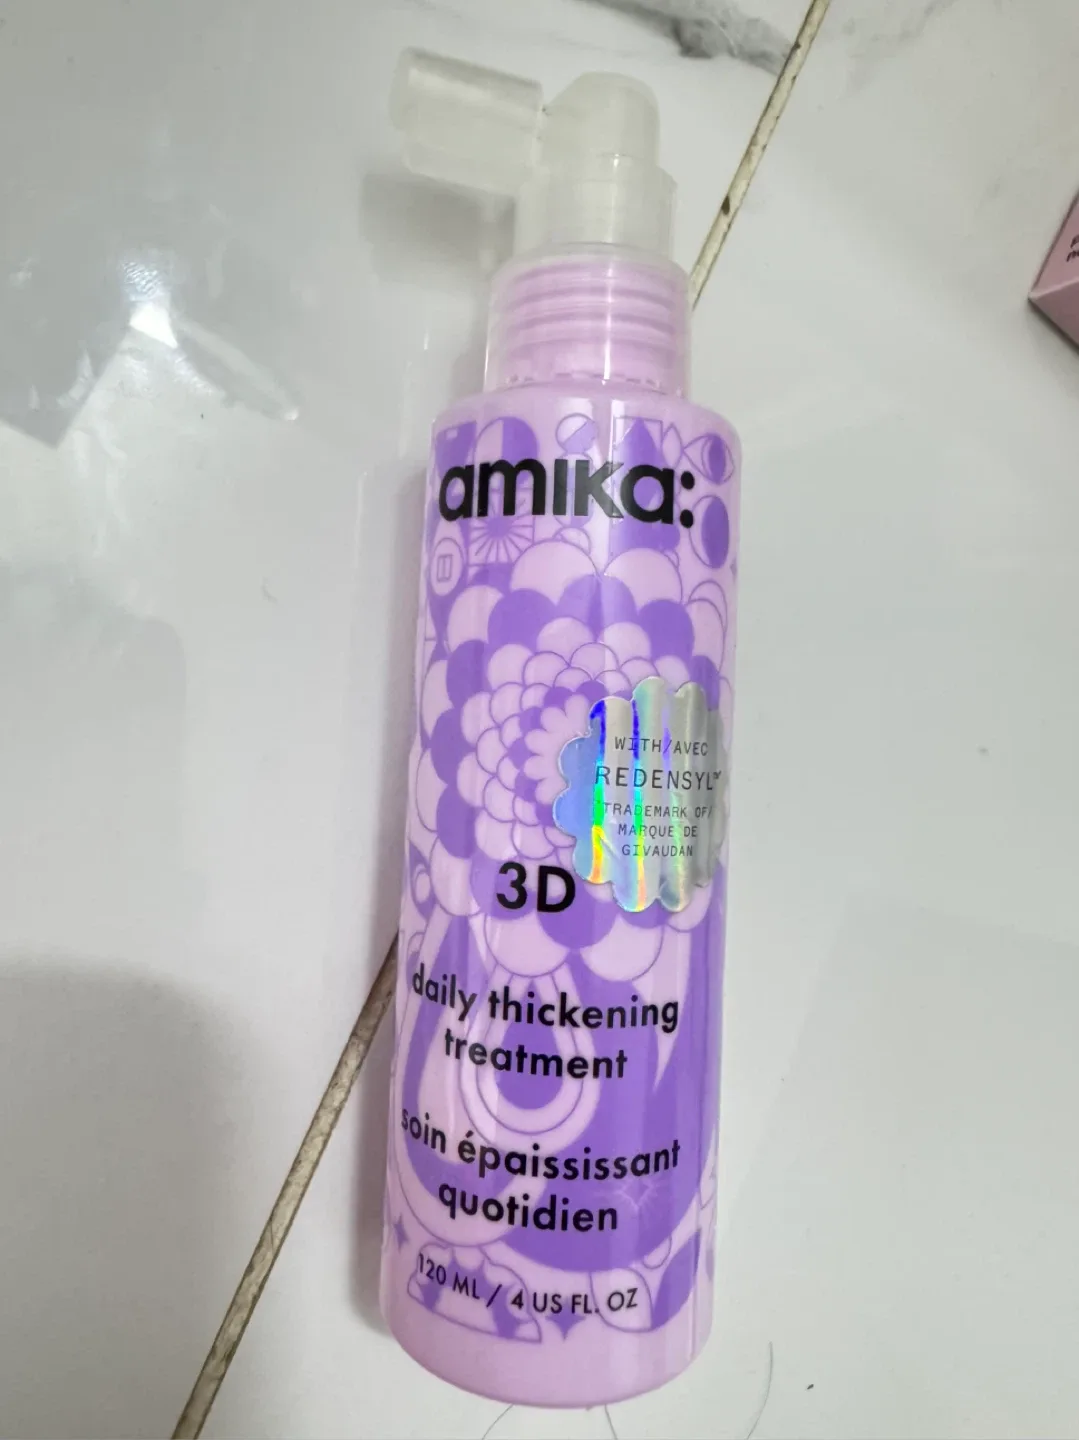 amika:
WITH/AVEC
REDENSYL™
TRADEMARK OF/
MARQUE DE
GIVAUDAN
3D
daily thickening
treatment
soin épaississant
quotidien
120 ML / 4 US FL. OZ